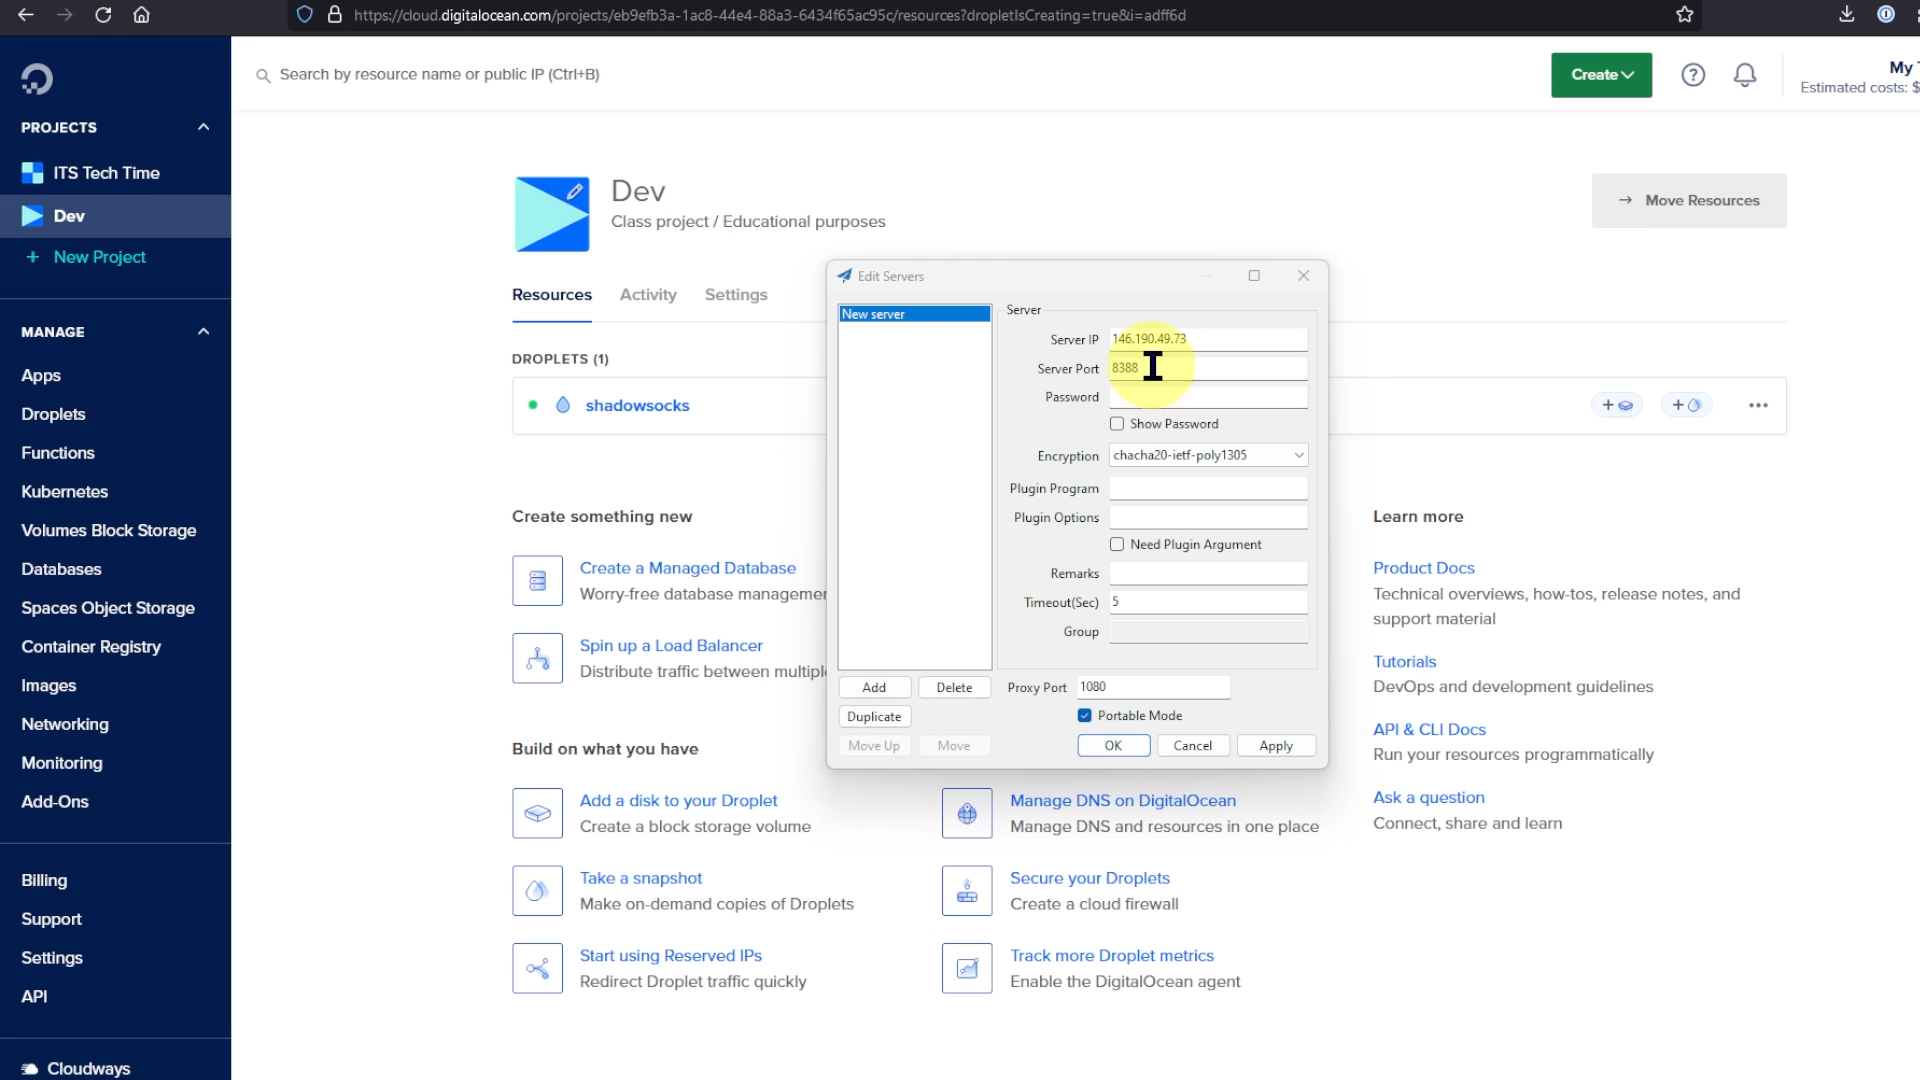 https://cloud.digitalocean.com/projects/eb9efb3a-1ac8-44e4-88a3-6434f65ac95c/resources?dropletIsCreating=true&i=adff6d
Search by resource name or public IP (Ctrl+B)
Create
My
Estimated costs: $
PROJECTS
ITS Tech Time
Dev
+ New Project
MANAGE
Apps
Droplets
Functions
Kubernetes
Volumes Block Storage
Databases
Spaces Object Storage
Container Registry
Images
Networking
Monitoring
Add-Ons
Billing
Support
Settings
API
Cloudways
Dev
Class project / Educational purposes
→ Move Resources
Resources
Activity
Settings
DROPLETS (1)
shadowsocks
Create something new
Create a Managed Database
Worry-free database managemen
Spin up a Load Balancer
Distribute traffic between multiple
Build on what you have
Add a disk to your Droplet
Create a block storage volume
Take a snapshot
Make on-demand copies of Droplets
Start using Reserved IPs
Redirect Droplet traffic quickly
Manage DNS on DigitalOcean
Manage DNS and resources in one place
Secure your Droplets
Create a cloud firewall
Track more Droplet metrics
Enable the DigitalOcean agent
Learn more
Product Docs
Technical overviews, how-tos, release notes, and
support material
Tutorials
DevOps and development guidelines
API & CLI Docs
Run your resources programmatically
Ask a question
Connect, share and learn
Edit Servers
New server
Server
Server IP 146.190.49.73
Server Port 8388
Password
Show Password
Encryption chacha20-ietf-poly1305
Plugin Program
Plugin Options
Need Plugin Argument
Remarks
Timeout(Sec) 5
Group
Add Delete
Duplicate
Move Up Move
Proxy Port 1080
Portable Mode
OK Cancel Apply